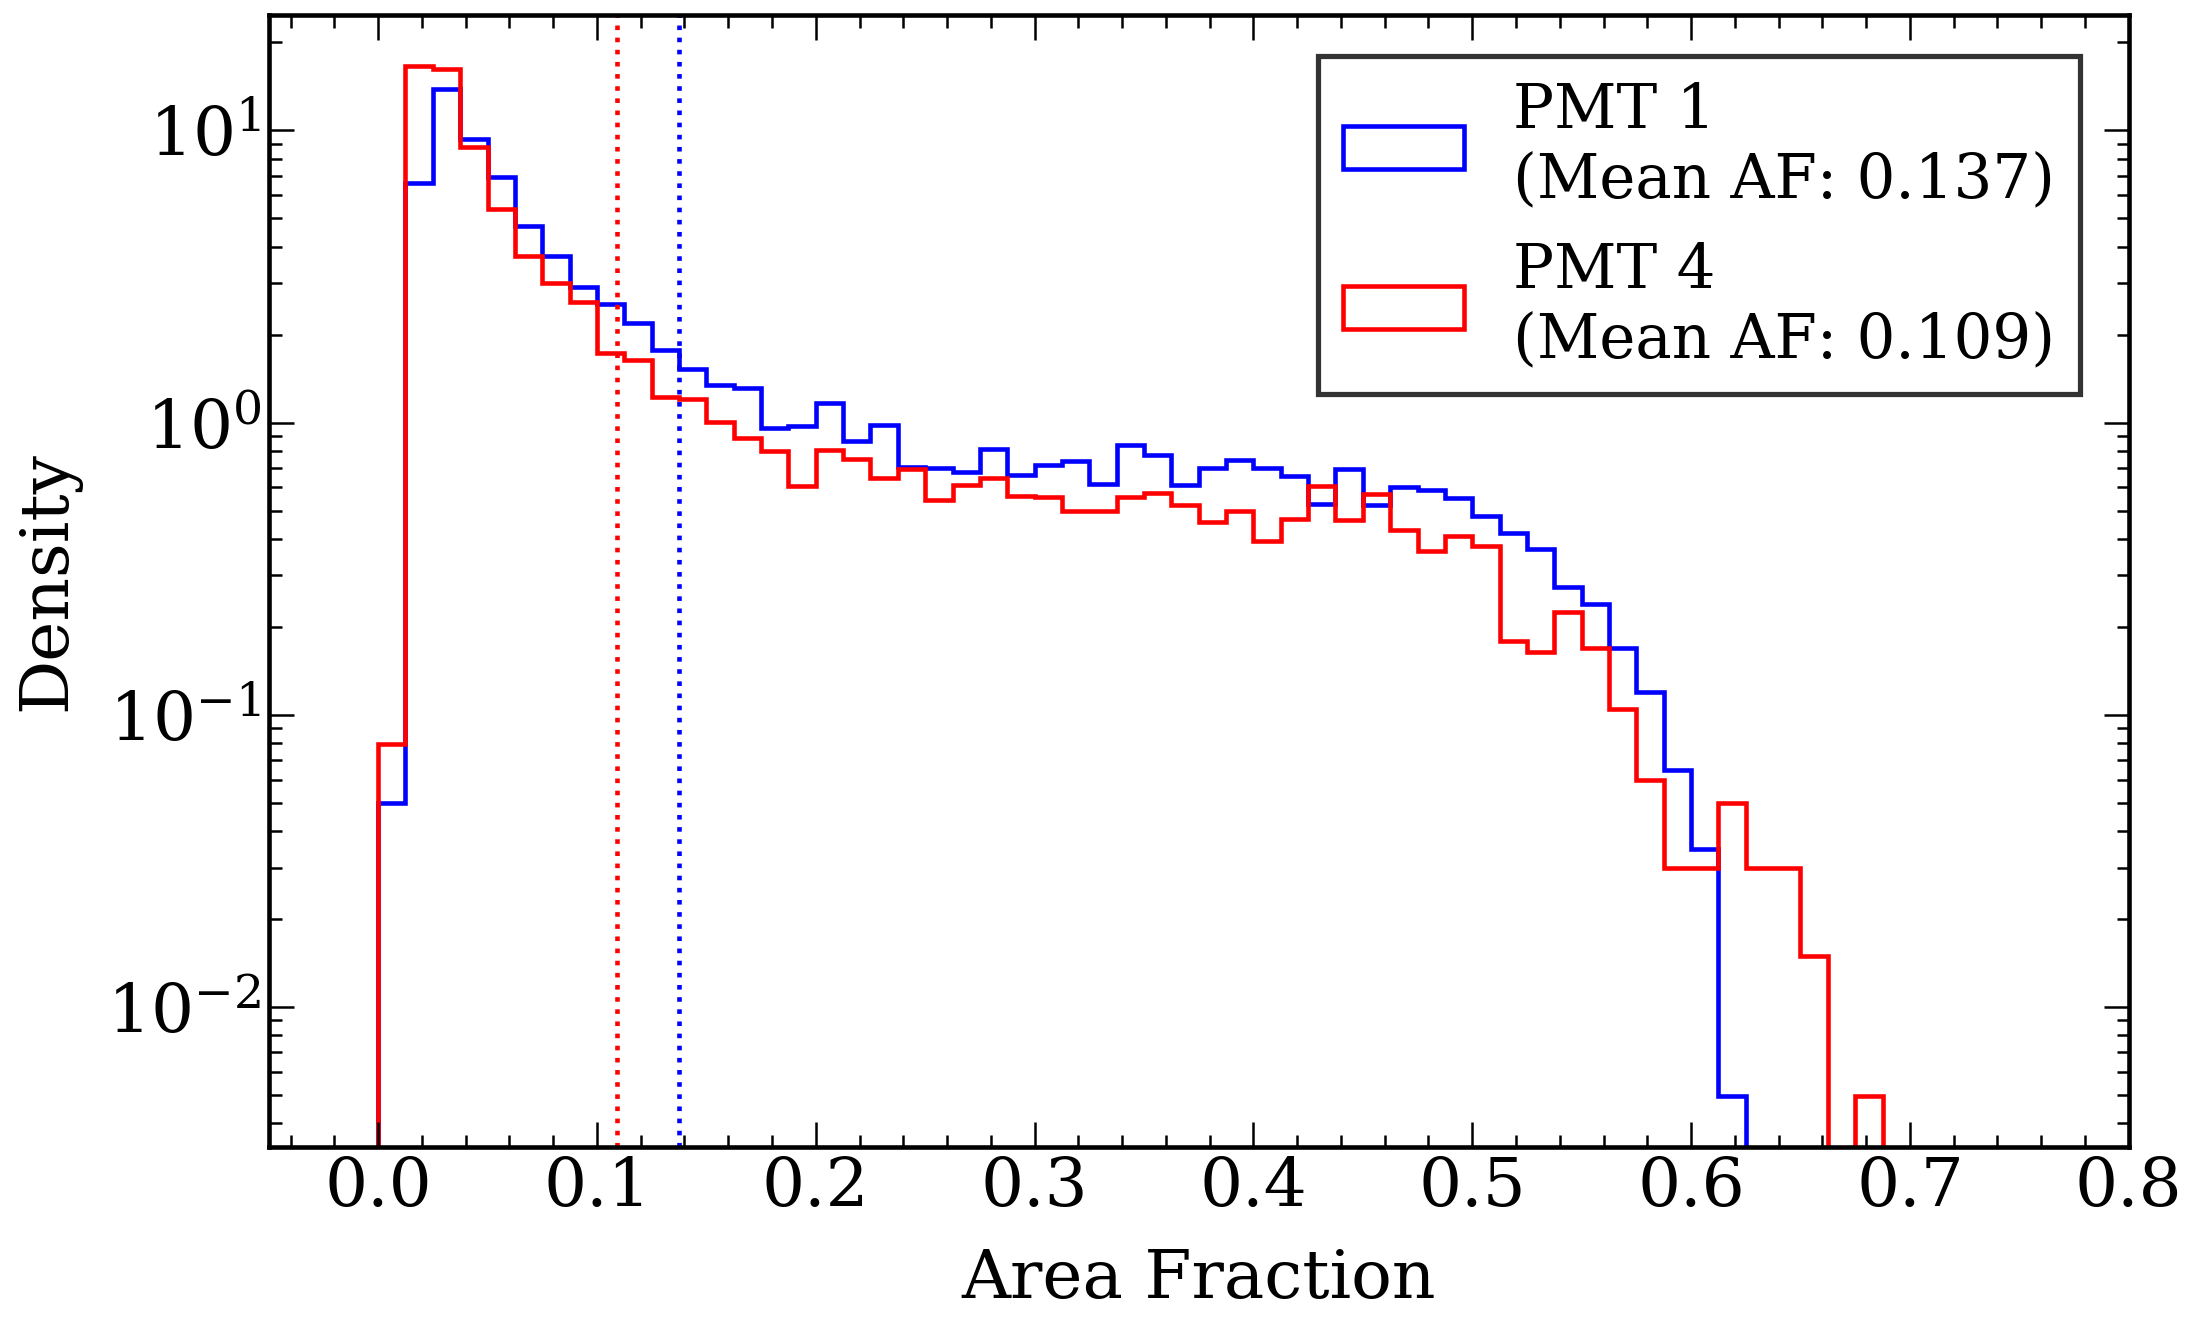 PMT 1
(Mean AF: 0.137)
PMT 4
(Mean AF: 0.109)
10¹
10⁰
10⁻¹
10⁻²
Density
0.0 0.1 0.2 0.3 0.4 0.5 0.6 0.7 0.8
Area Fraction